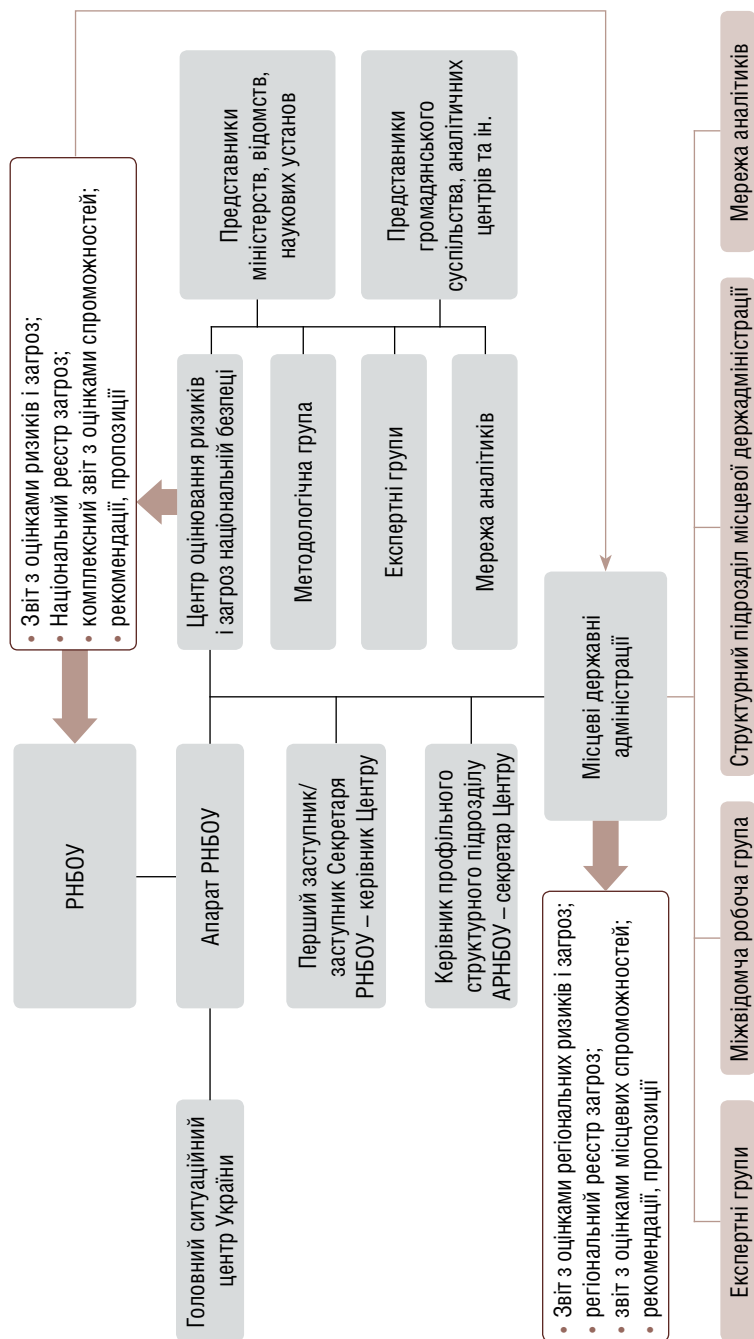 РНБОУ
• Звіт з оцінками ризиків і загроз;
• Національний реєстр загроз;
• комплексний звіт з оцінками спроможностей;
• рекомендації, пропозиції
Головний ситуаційний
центр України
Апарат РНБОУ
Центр оцінювання ризиків
і загроз національній безпеці
Представники
міністерств, відомств,
наукових установ
Перший заступник/
заступник Секретаря
РНБОУ – керівник Центру
Методологічна група
Експертні групи
Представники
громадянського
суспільства, аналітичних
центрів та ін.
Керівник профільного
структурного підрозділу
АРНБОУ – секретар Центру
Мережа аналітиків
• Звіт з оцінками регіональних ризиків і загроз;
• регіональний реєстр загроз;
• звіт з оцінками місцевих спроможностей;
• рекомендації, пропозиції
Місцеві державні
адміністрації
Експертні групи
Міжвідомча робоча група
Структурний підрозділ місцевої держадміністрації
Мережа аналітиків